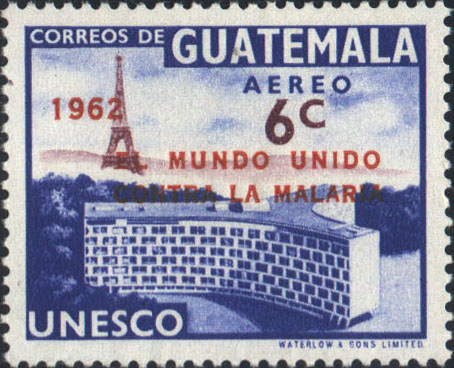 CORREOS DE GUATEMALA
AEREO
6c
1962
EL MUNDO UNIDO
CONTRA LA MALARIA
UNESCO
WATERLOW & SONS LIMITED.